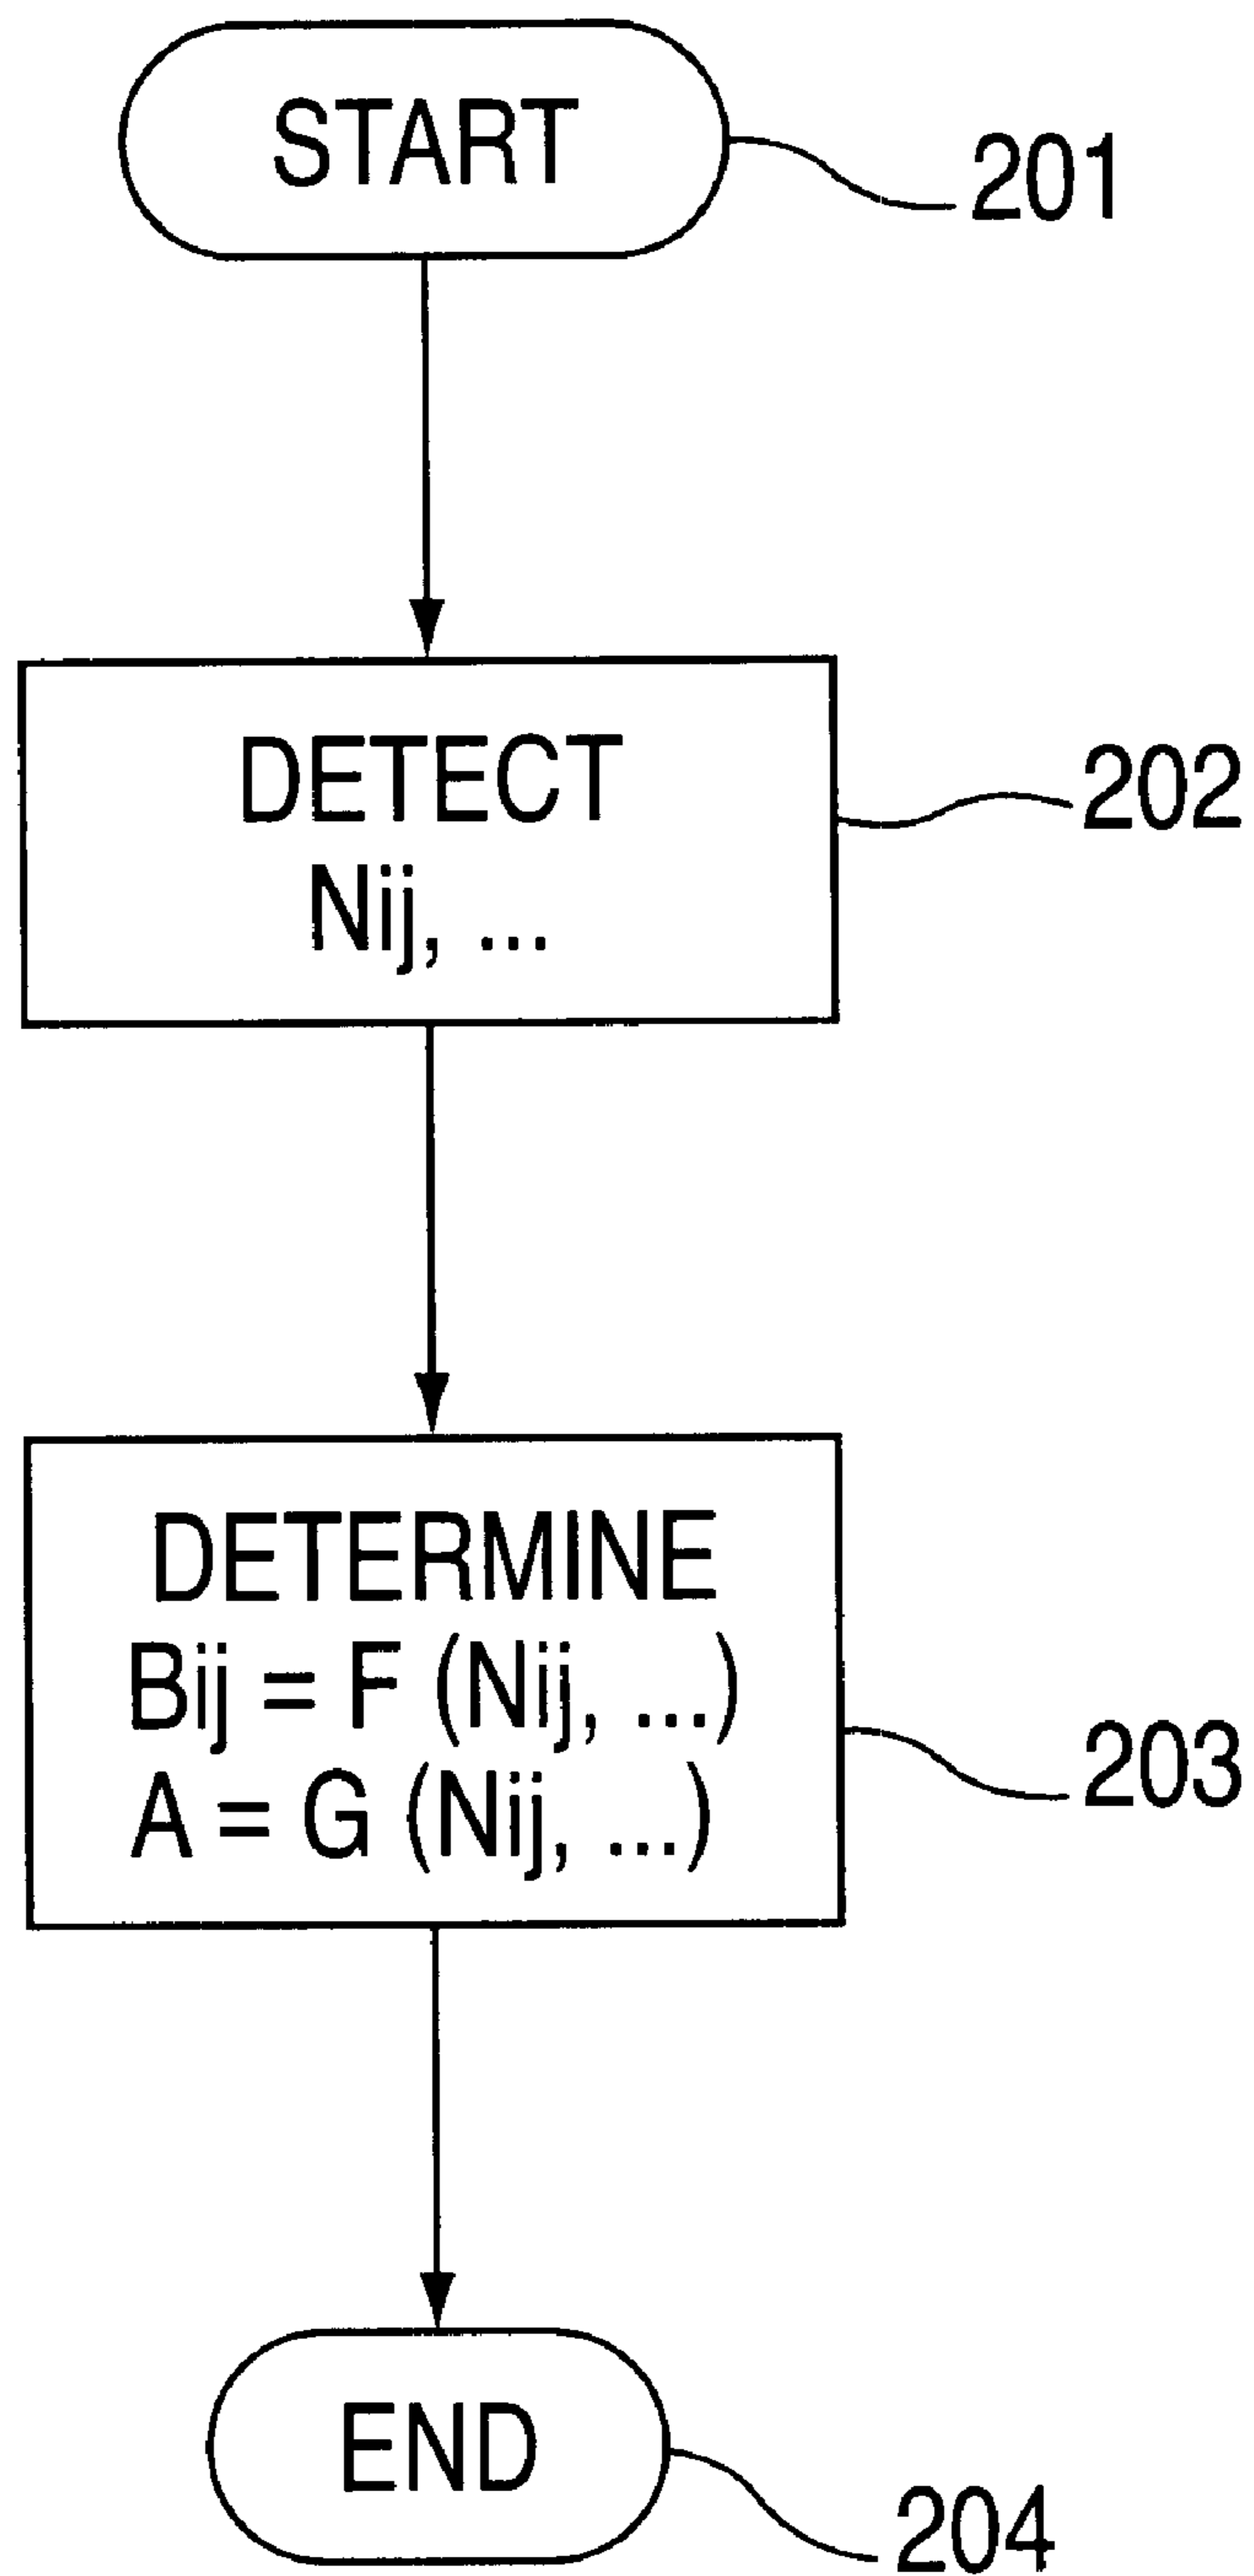 START
201
DETECT
Nij, ...
202
DETERMINE
Bij = F (Nij, ...)
A = G (Nij, ...)
203
END
204